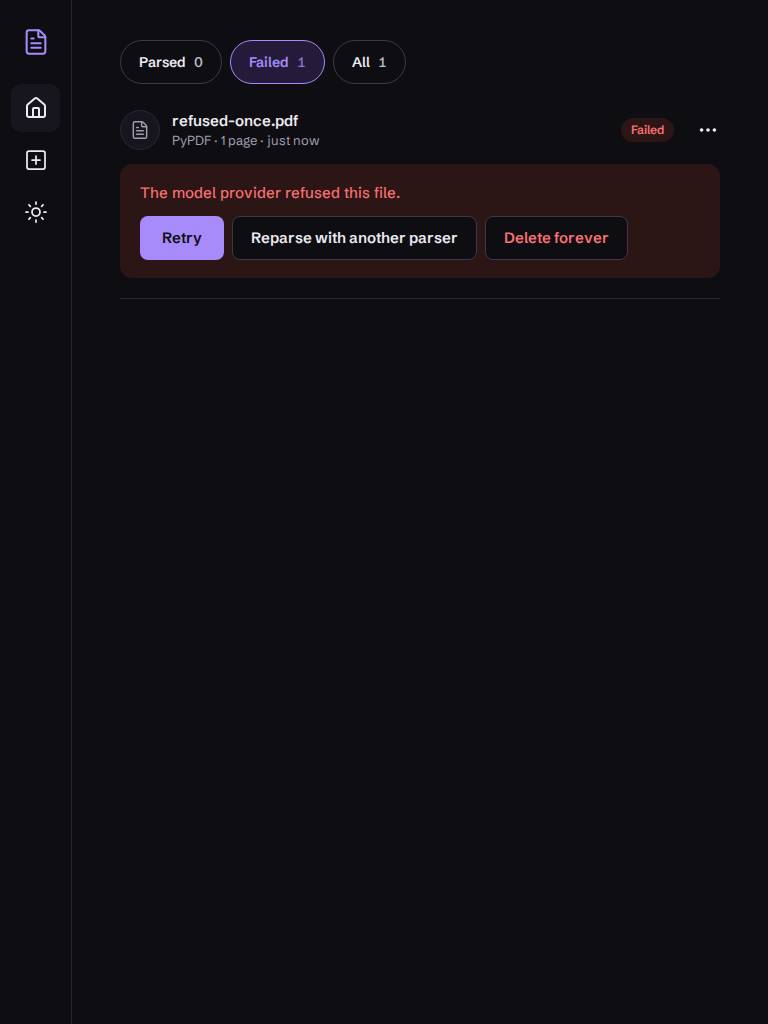 Parsed 0 Failed 1 All 1
refused-once.pdf
PyPDF · 1 page · just now
Failed
The model provider refused this file.
Retry Reparse with another parser Delete forever